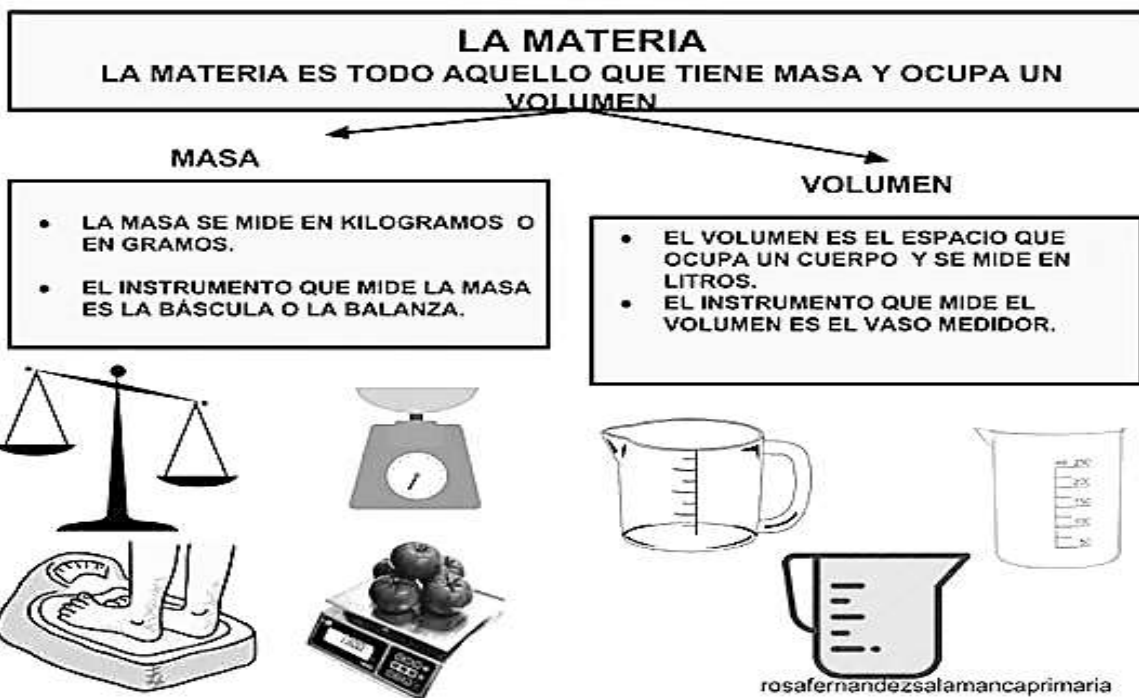 LA MATERIA
LA MATERIA ES TODO AQUELLO QUE TIENE MASA Y OCUPA UN
VOLUMEN
MASA
• LA MASA SE MIDE EN KILOGRAMOS O
EN GRAMOS.
• EL INSTRUMENTO QUE MIDE LA MASA
ES LA BÁSCULA O LA BALANZA.
VOLUMEN
• EL VOLUMEN ES EL ESPACIO QUE
OCUPA UN CUERPO Y SE MIDE EN
LITROS.
• EL INSTRUMENTO QUE MIDE EL
VOLUMEN ES EL VASO MEDIDOR.
rosafernandezsalamancaprimaria